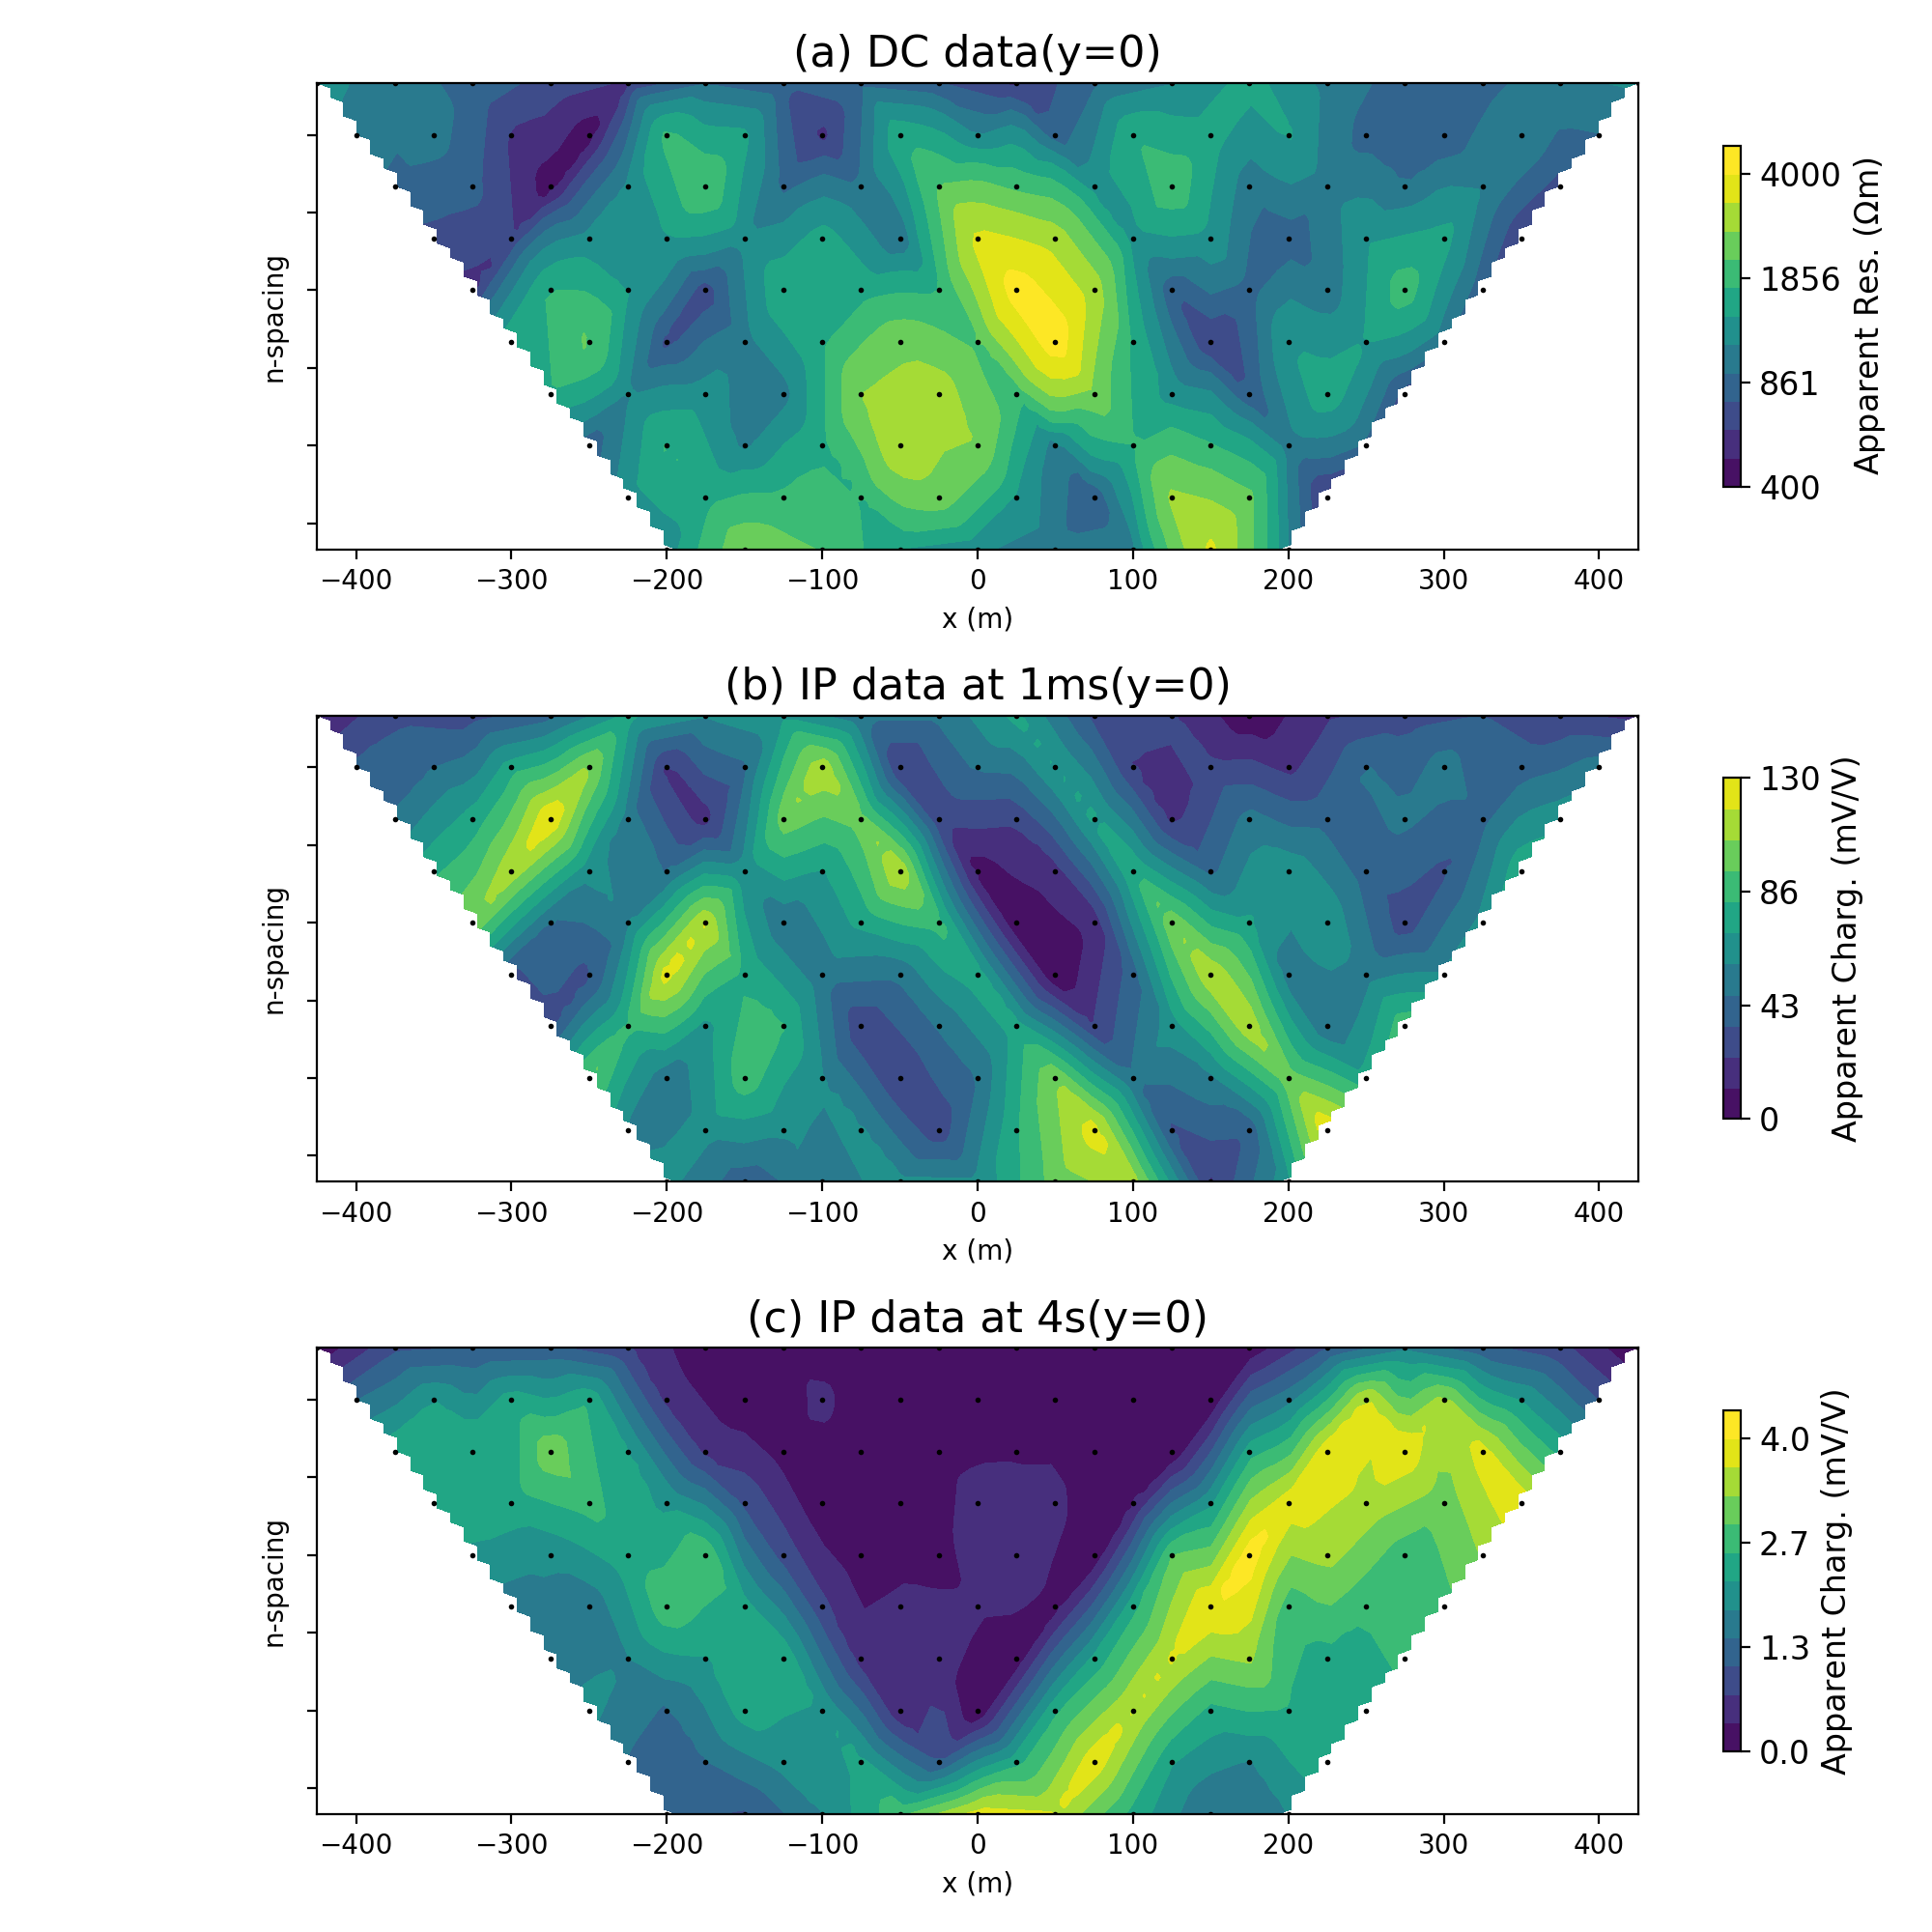 (a) DC data(y=0)
n-spacing
−400 −300 −200 −100 0 100 200 300 400
x (m)
4000
1856
861
400
Apparent Res. (Ωm)
(b) IP data at 1ms(y=0)
n-spacing
−400 −300 −200 −100 0 100 200 300 400
x (m)
130
86
43
0
Apparent Charg. (mV/V)
(c) IP data at 4s(y=0)
n-spacing
−400 −300 −200 −100 0 100 200 300 400
x (m)
4.0
2.7
1.3
0.0
Apparent Charg. (mV/V)